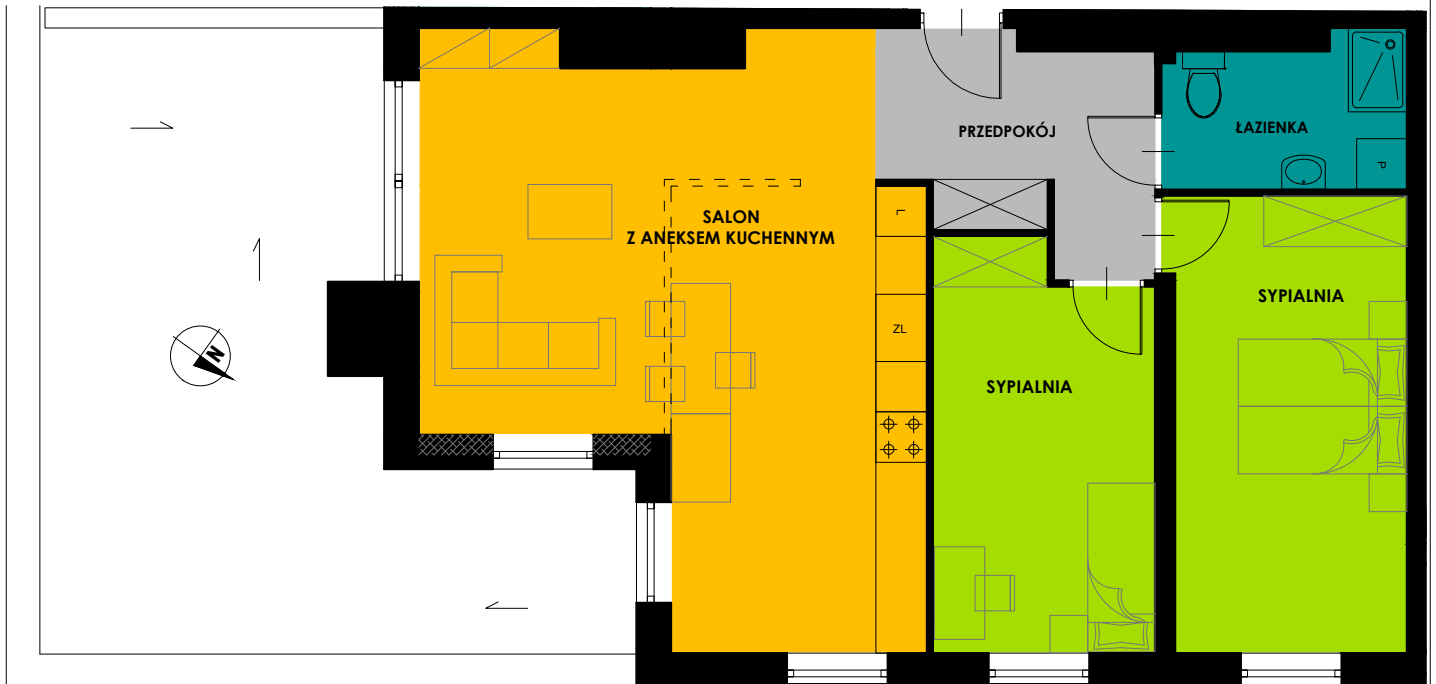 PRZEDPOKÓJ
ŁAZIENKA
P
L
SALON
Z ANEKSEM KUCHENNYM
SYPIALNIA
ZL
N
SYPIALNIA